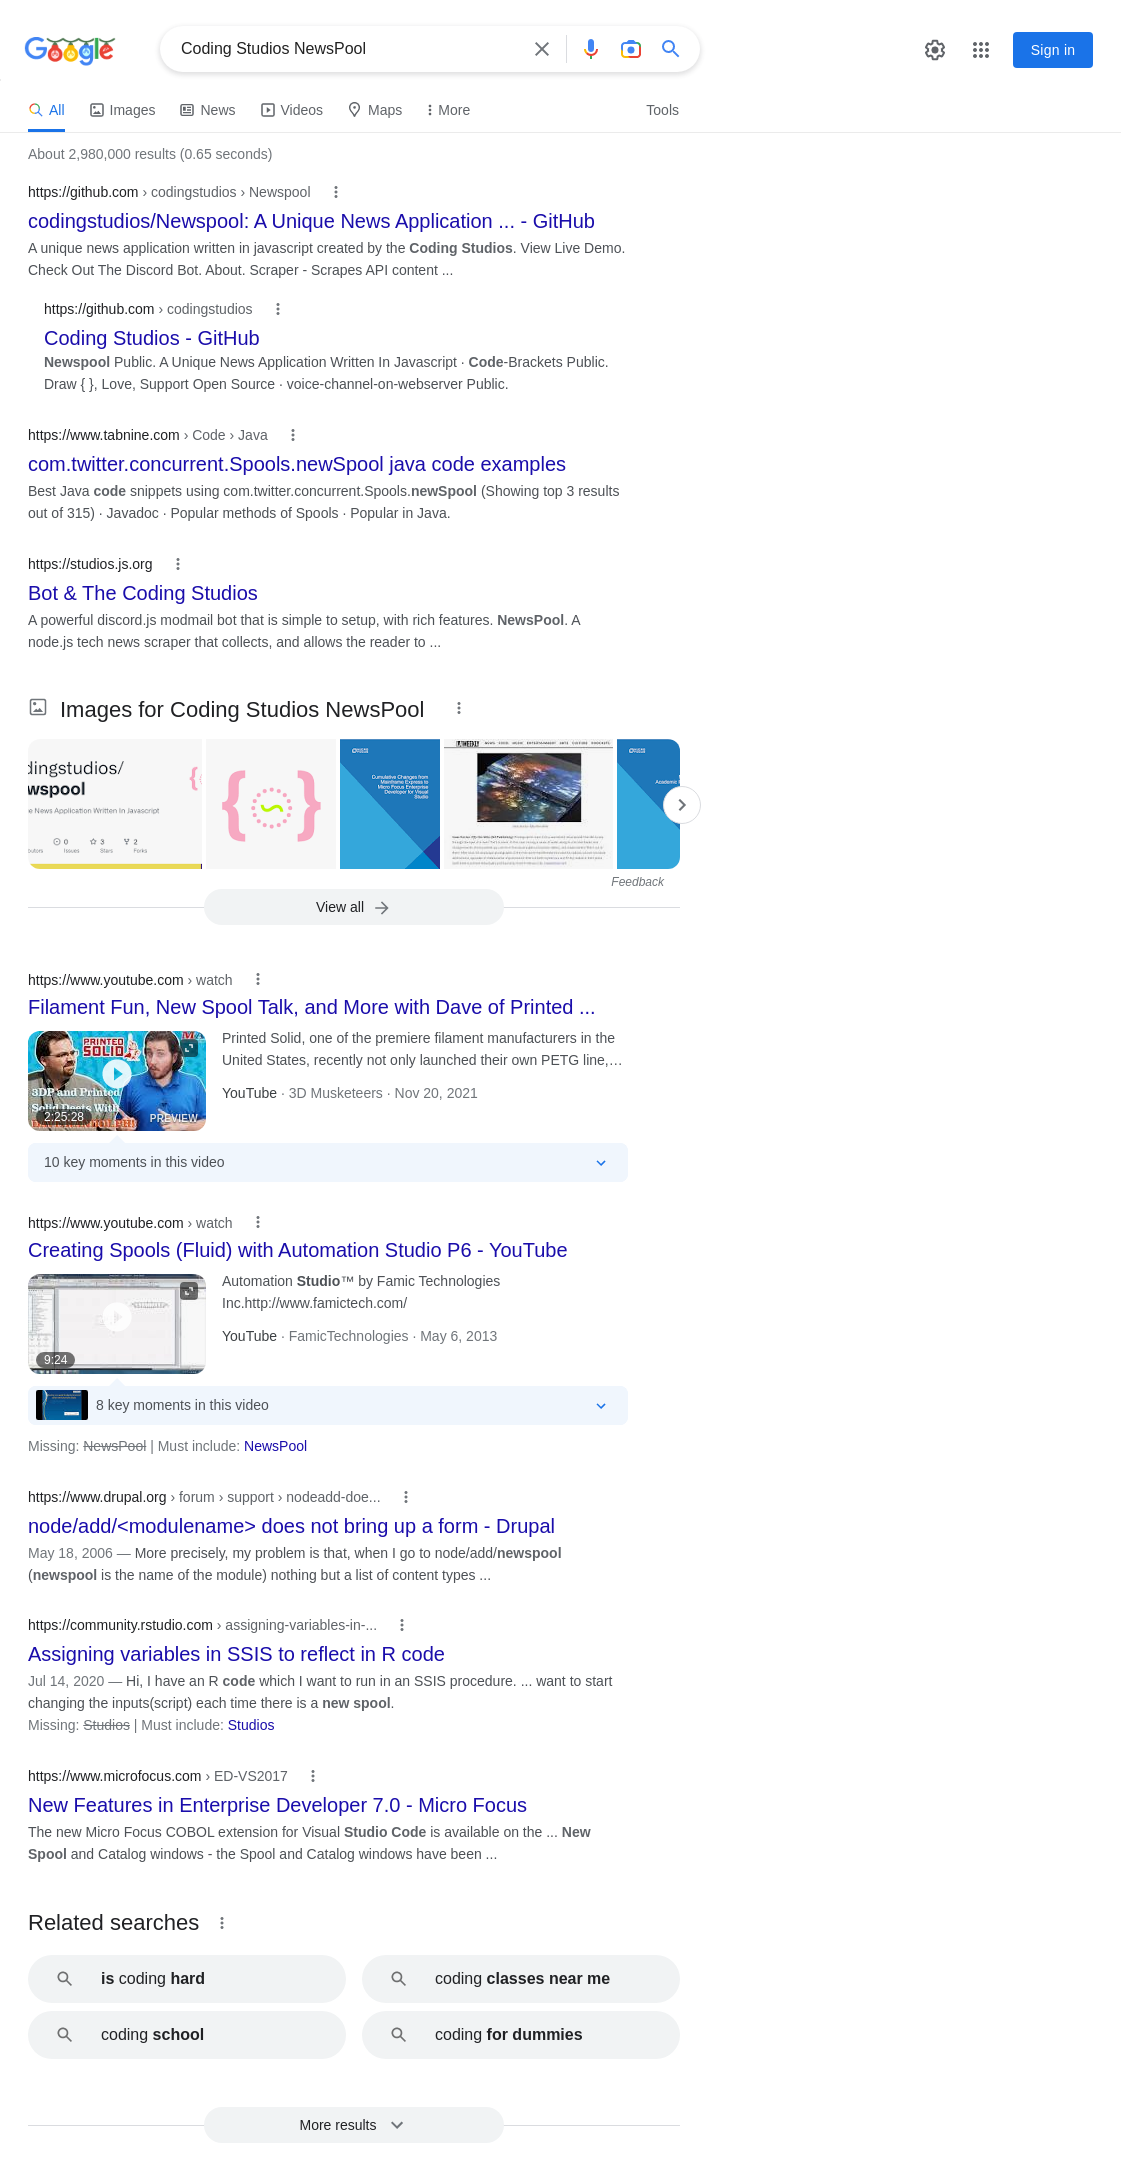 Google
Coding Studios NewsPool
Sign in
All Images News Videos Maps More Tools
About 2,980,000 results (0.65 seconds)
https://github.com › codingstudios › Newspool
codingstudios/Newspool: A Unique News Application ... - GitHub
A unique news application written in javascript created by the Coding Studios. View Live Demo.
Check Out The Discord Bot. About. Scraper - Scrapes API content ...
https://github.com › codingstudios
Coding Studios - GitHub
Newspool Public. A Unique News Application Written In Javascript · Code-Brackets Public.
Draw { }, Love, Support Open Source · voice-channel-on-webserver Public.
https://www.tabnine.com › Code › Java
com.twitter.concurrent.Spools.newSpool java code examples
Best Java code snippets using com.twitter.concurrent.Spools.newSpool (Showing top 3 results
out of 315) · Javadoc · Popular methods of Spools · Popular in Java.
https://studios.js.org
Bot & The Coding Studios
A powerful discord.js modmail bot that is simple to setup, with rich features. NewsPool. A
node.js tech news scraper that collects, and allows the reader to ...
Images for Coding Studios NewsPool
dingstudios/
wspool
e News Application Written In Javascript
0 3 2
Issues Stars Forks
Cumulative Changes from
Mainframe Express to
Micro Focus Enterprise
Developer for Visual
Studio
Feedback
View all
https://www.youtube.com › watch
Filament Fun, New Spool Talk, and More with Dave of Printed ...
PRINTED
SOLID
3DP and Printed
Solid Deets With
2:25:28
PREVIEW
Printed Solid, one of the premiere filament manufacturers in the
United States, recently not only launched their own PETG line,…
YouTube · 3D Musketeers · Nov 20, 2021
10 key moments in this video
https://www.youtube.com › watch
Creating Spools (Fluid) with Automation Studio P6 - YouTube
9:24
Automation Studio™ by Famic Technologies
Inc.http://www.famictech.com/
YouTube · FamicTechnologies · May 6, 2013
8 key moments in this video
Missing: NewsPool | Must include: NewsPool
https://www.drupal.org › forum › support › nodeadd-doe...
node/add/<modulename> does not bring up a form - Drupal
May 18, 2006 — More precisely, my problem is that, when I go to node/add/newspool
(newspool is the name of the module) nothing but a list of content types ...
https://community.rstudio.com › assigning-variables-in-...
Assigning variables in SSIS to reflect in R code
Jul 14, 2020 — Hi, I have an R code which I want to run in an SSIS procedure. ... want to start
changing the inputs(script) each time there is a new spool.
Missing: Studios | Must include: Studios
https://www.microfocus.com › ED-VS2017
New Features in Enterprise Developer 7.0 - Micro Focus
The new Micro Focus COBOL extension for Visual Studio Code is available on the ... New
Spool and Catalog windows - the Spool and Catalog windows have been ...
Related searches
is coding hard
coding classes near me
coding school
coding for dummies
More results